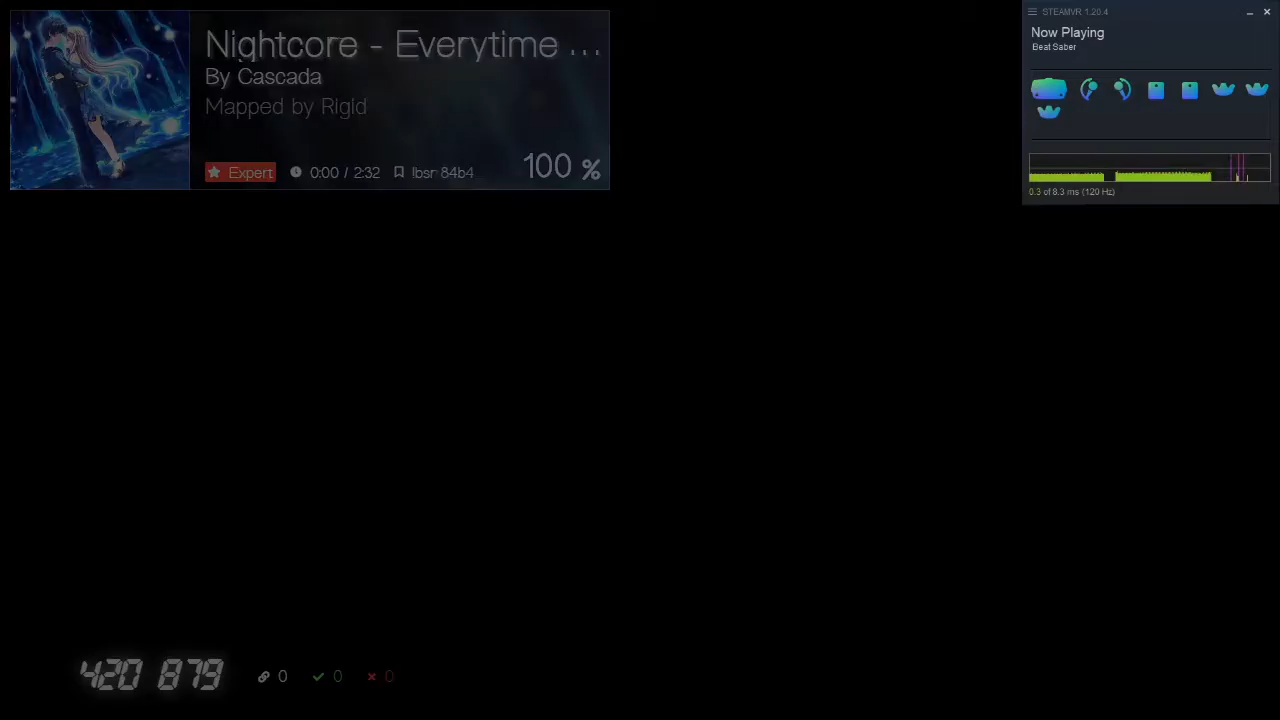 Nightcore - Everytime ...
By Cascada
Mapped by Rigid
Expert 0:00 / 2:32 !bsr 84b4 100 %
STEAMVR 1.20.4
Now Playing
Beat Saber
0.3 of 8.3 ms (120 Hz)
420 879 0 0 0